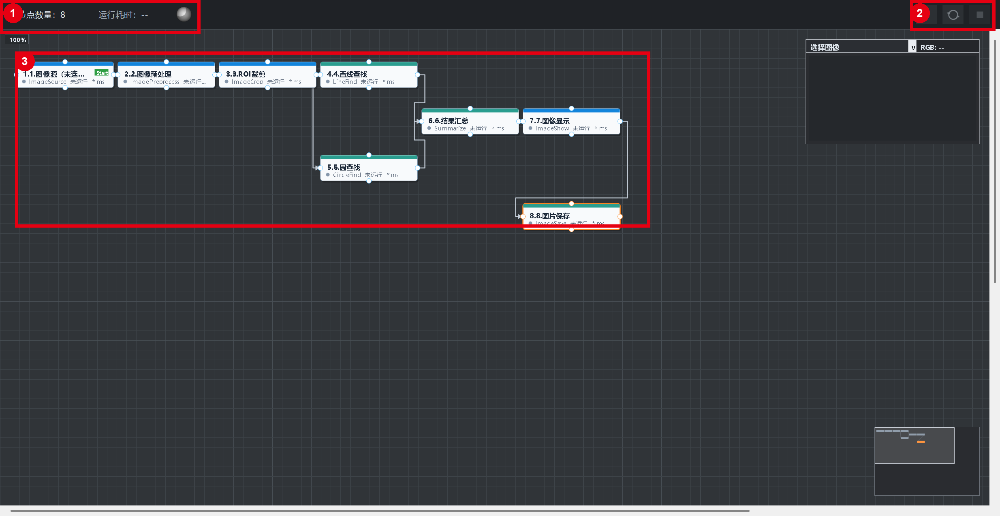 1
节点数量：8
运行耗时：--
2
100%
选择图像
v
RGB: --
3
1.1.图像源（未连...
Start
ImageSource 未运行 * ms
2.2.图像预处理
ImagePreprocess 未运行...
3.3.ROI裁剪
ImageCrop 未运行 * ms
4.4.直线查找
LineFind 未运行 * ms
6.6.结果汇总
Summarize 未运行 * ms
7.7.图像显示
ImageShow 未运行 * ms
5.5.圆查找
CircleFind 未运行 * ms
8.8.图片保存
ImageSave 未运行 * ms